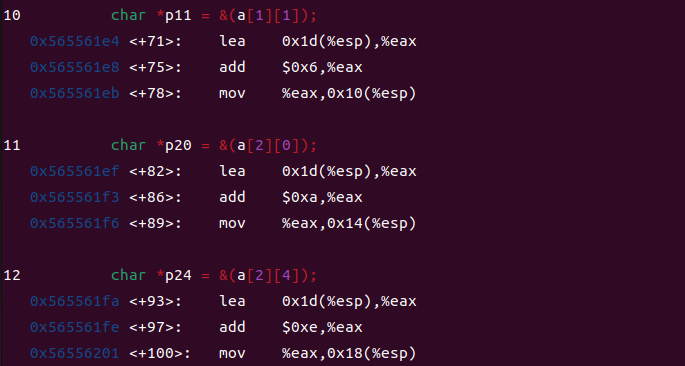 10          char *p11 = &(a[1][1]);
   0x565561e4 <+71>:    lea    0x1d(%esp),%eax
   0x565561e8 <+75>:    add    $0x6,%eax
   0x565561eb <+78>:    mov    %eax,0x10(%esp)

11          char *p20 = &(a[2][0]);
   0x565561ef <+82>:    lea    0x1d(%esp),%eax
   0x565561f3 <+86>:    add    $0xa,%eax
   0x565561f6 <+89>:    mov    %eax,0x14(%esp)

12          char *p24 = &(a[2][4]);
   0x565561fa <+93>:    lea    0x1d(%esp),%eax
   0x565561fe <+97>:    add    $0xe,%eax
   0x56556201 <+100>:   mov    %eax,0x18(%esp)